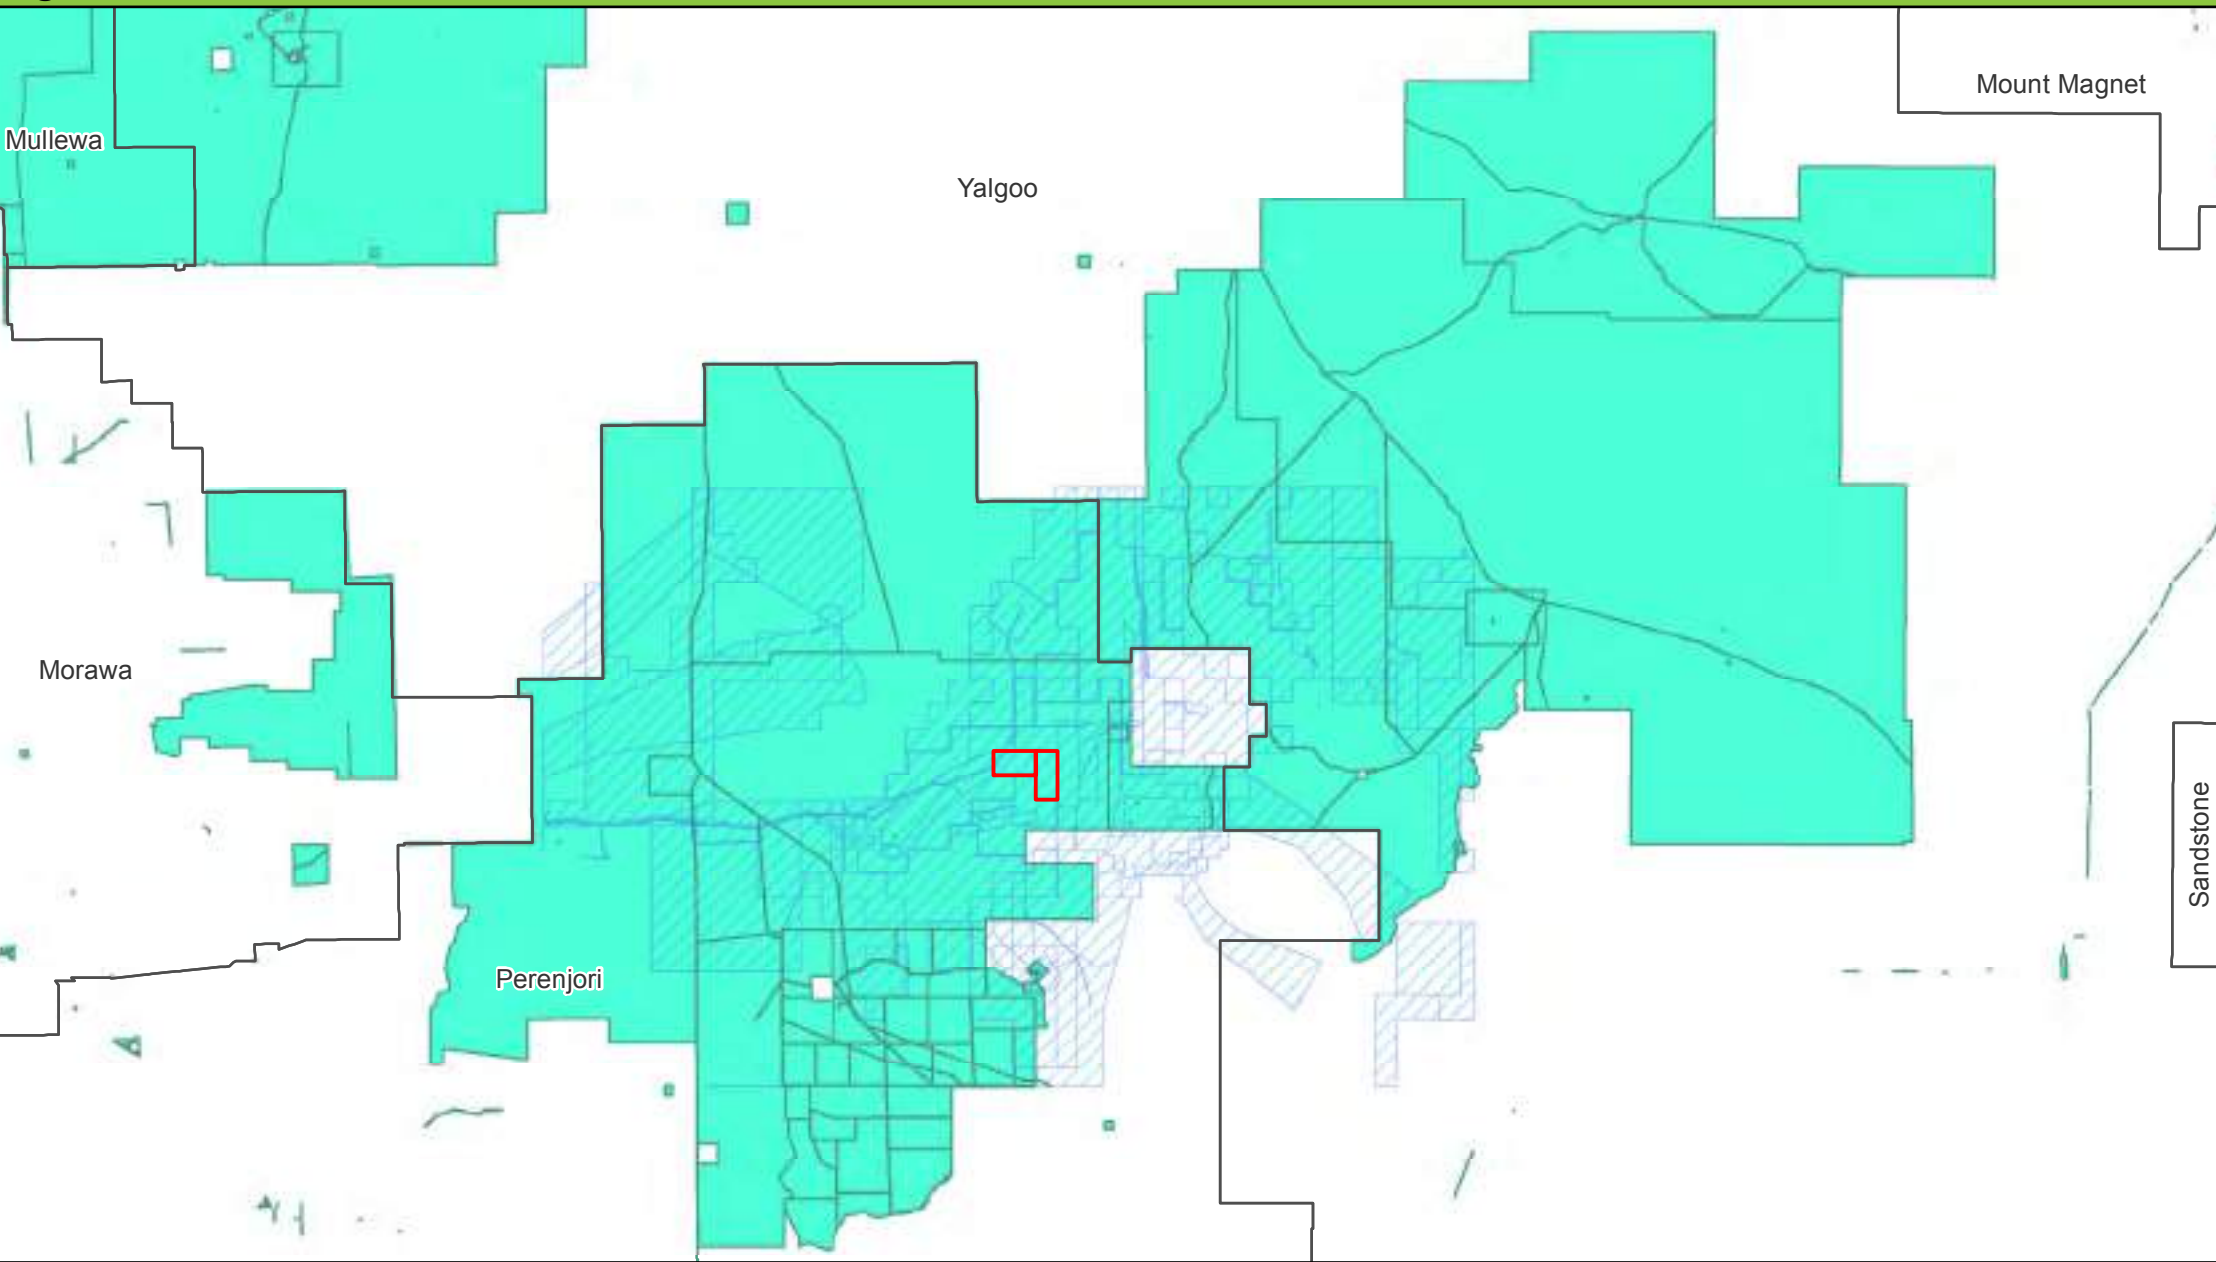 Mount Magnet
Mullewa
Yalgoo
Morawa
Sandstone
Perenjori